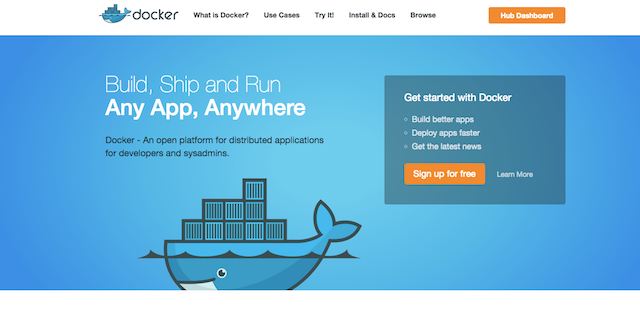 docker
What is Docker?
Use Cases
Try It!
Install & Docs
Browse
Hub Dashboard
Build, Ship and Run
Any App, Anywhere
Docker - An open platform for distributed applications
for developers and sysadmins.
Get started with Docker
Build better apps
Deploy apps faster
Get the latest news
Sign up for free
Learn More